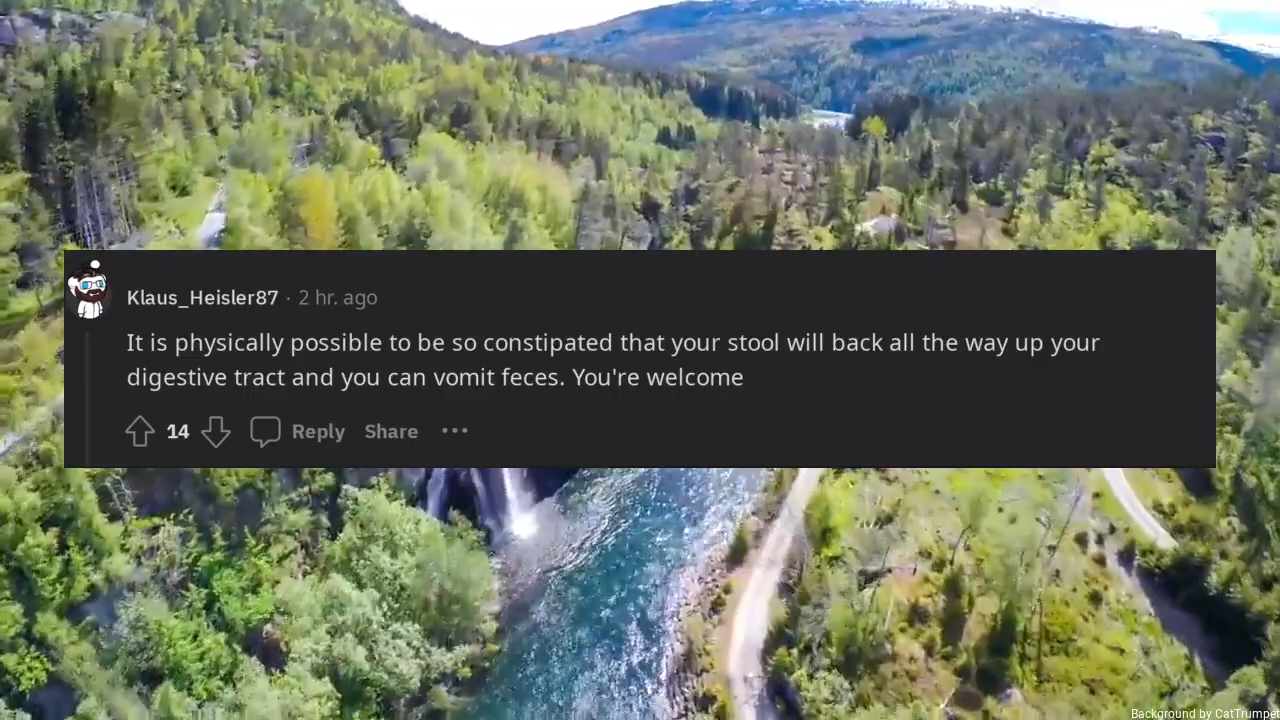 Klaus_Heisler87 · 2 hr. ago
It is physically possible to be so constipated that your stool will back all the way up your
digestive tract and you can vomit feces. You're welcome
14 Reply Share ···
Background by CatTrumpet